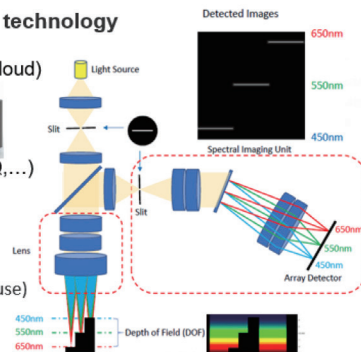 technology
loud)
,...)
use)
Detected Images
650nm
550nm
450nm
Light Source
Slit
Spectral Imaging Unit
Slit
Lens
650nm
550nm
450nm
Array Detector
450nm
550nm
650nm
Depth of Field (DOF)